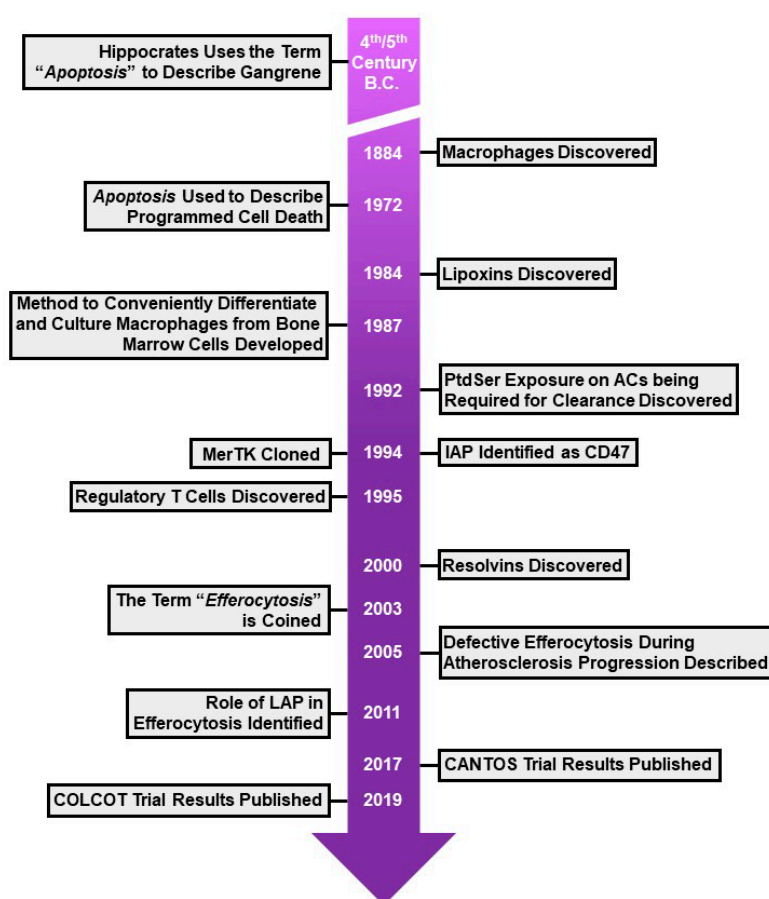 Hippocrates Uses the Term
“Apoptosis” to Describe Gangrene
4th/5th
Century
B.C.
1884
Macrophages Discovered
Apoptosis Used to Describe
Programmed Cell Death
1972
1984
Lipoxins Discovered
Method to Conveniently Differentiate
and Culture Macrophages from Bone
Marrow Cells Developed
1987
1992
PtdSer Exposure on ACs being
Required for Clearance Discovered
MerTK Cloned
1994
IAP Identified as CD47
Regulatory T Cells Discovered
1995
2000
Resolvins Discovered
The Term “Efferocytosis”
is Coined
2003
2005
Defective Efferocytosis During
Atherosclerosis Progression Described
Role of LAP in
Efferocytosis Identified
2011
2017
CANTOS Trial Results Published
COLCOT Trial Results Published
2019